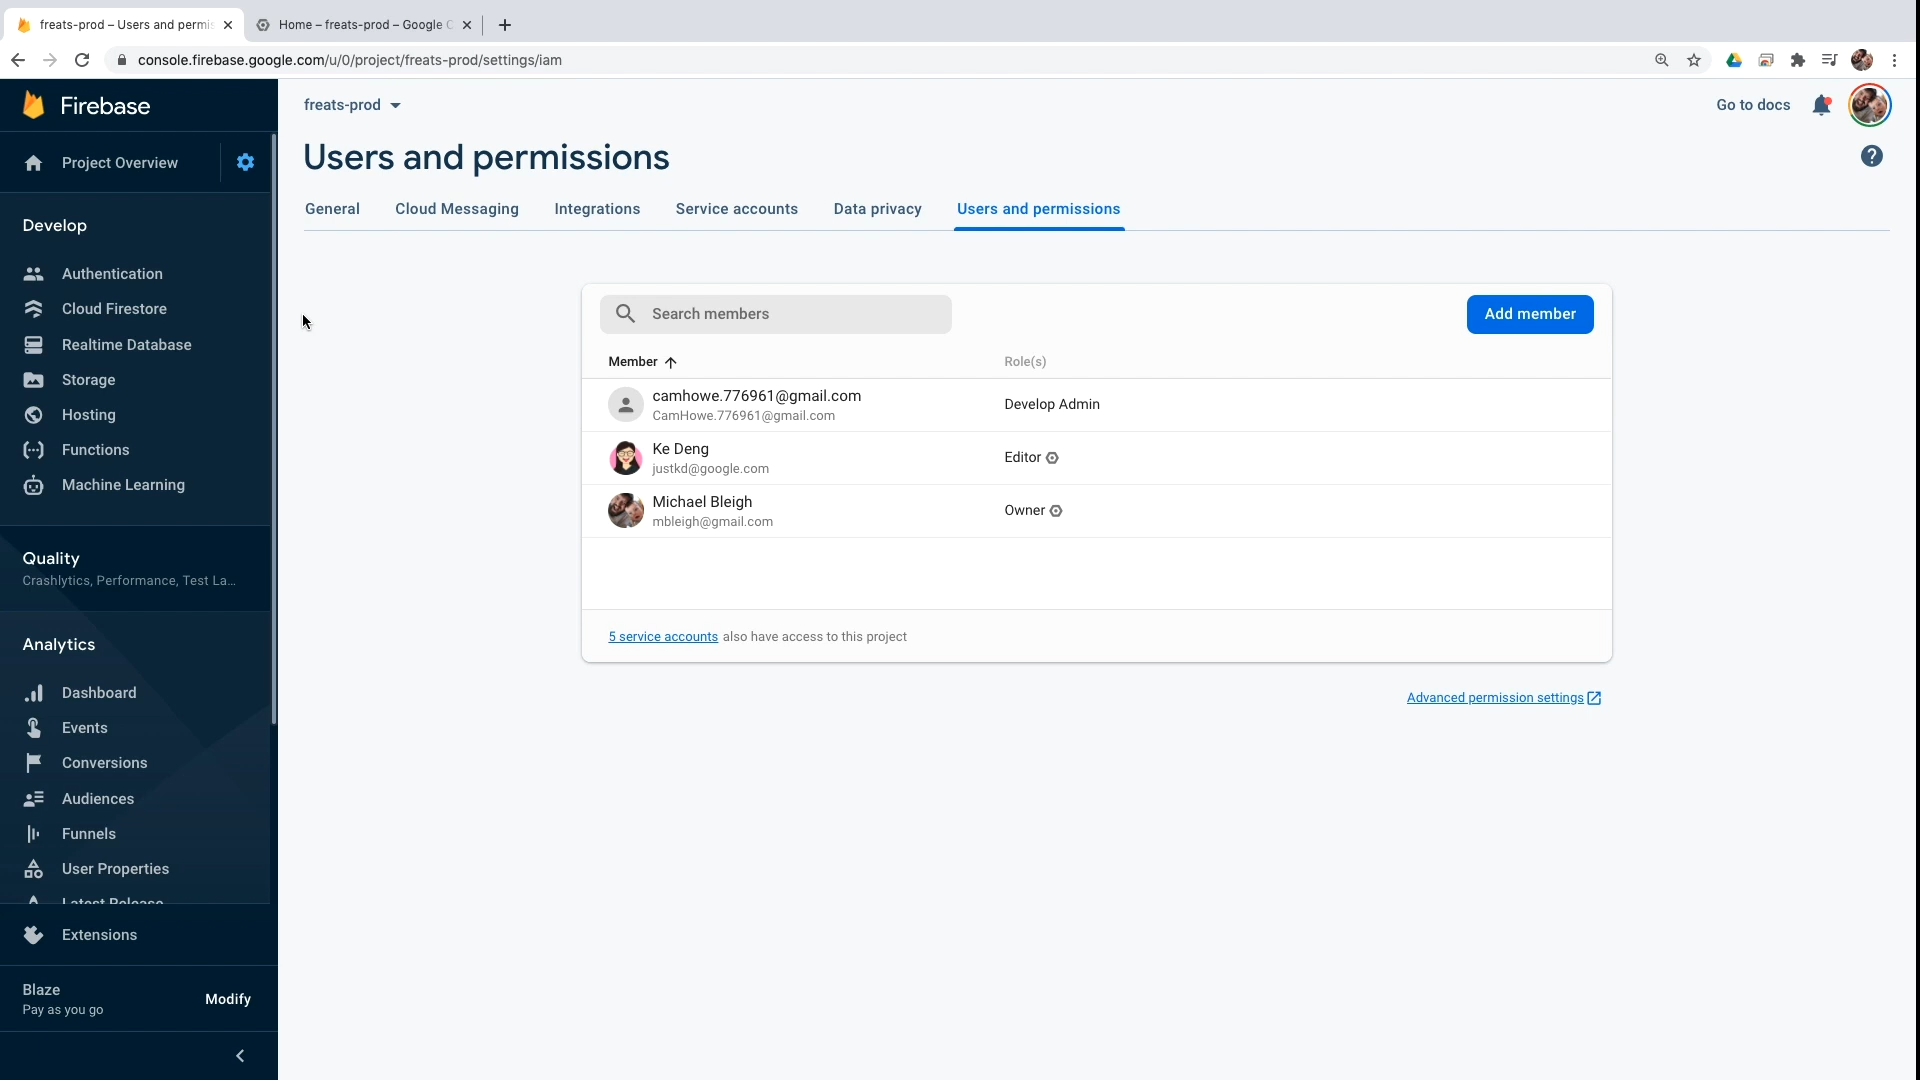 freats-prod – Users and permis
Home – freats-prod – Google C
console.firebase.google.com/u/0/project/freats-prod/settings/iam
Firebase
freats-prod
Go to docs
Project Overview
Users and permissions
General
Cloud Messaging
Integrations
Service accounts
Data privacy
Users and permissions
Develop
Authentication
Cloud Firestore
Realtime Database
Storage
Hosting
Functions
Machine Learning
Quality
Crashlytics, Performance, Test La...
Analytics
Dashboard
Events
Conversions
Audiences
Funnels
User Properties
Latest Release
Extensions
Blaze
Pay as you go
Modify
Search members
Add member
Member
Role(s)
camhowe.776961@gmail.com
CamHowe.776961@gmail.com
Develop Admin
Ke Deng
justkd@google.com
Editor
Michael Bleigh
mbleigh@gmail.com
Owner
5 service accounts also have access to this project
Advanced permission settings